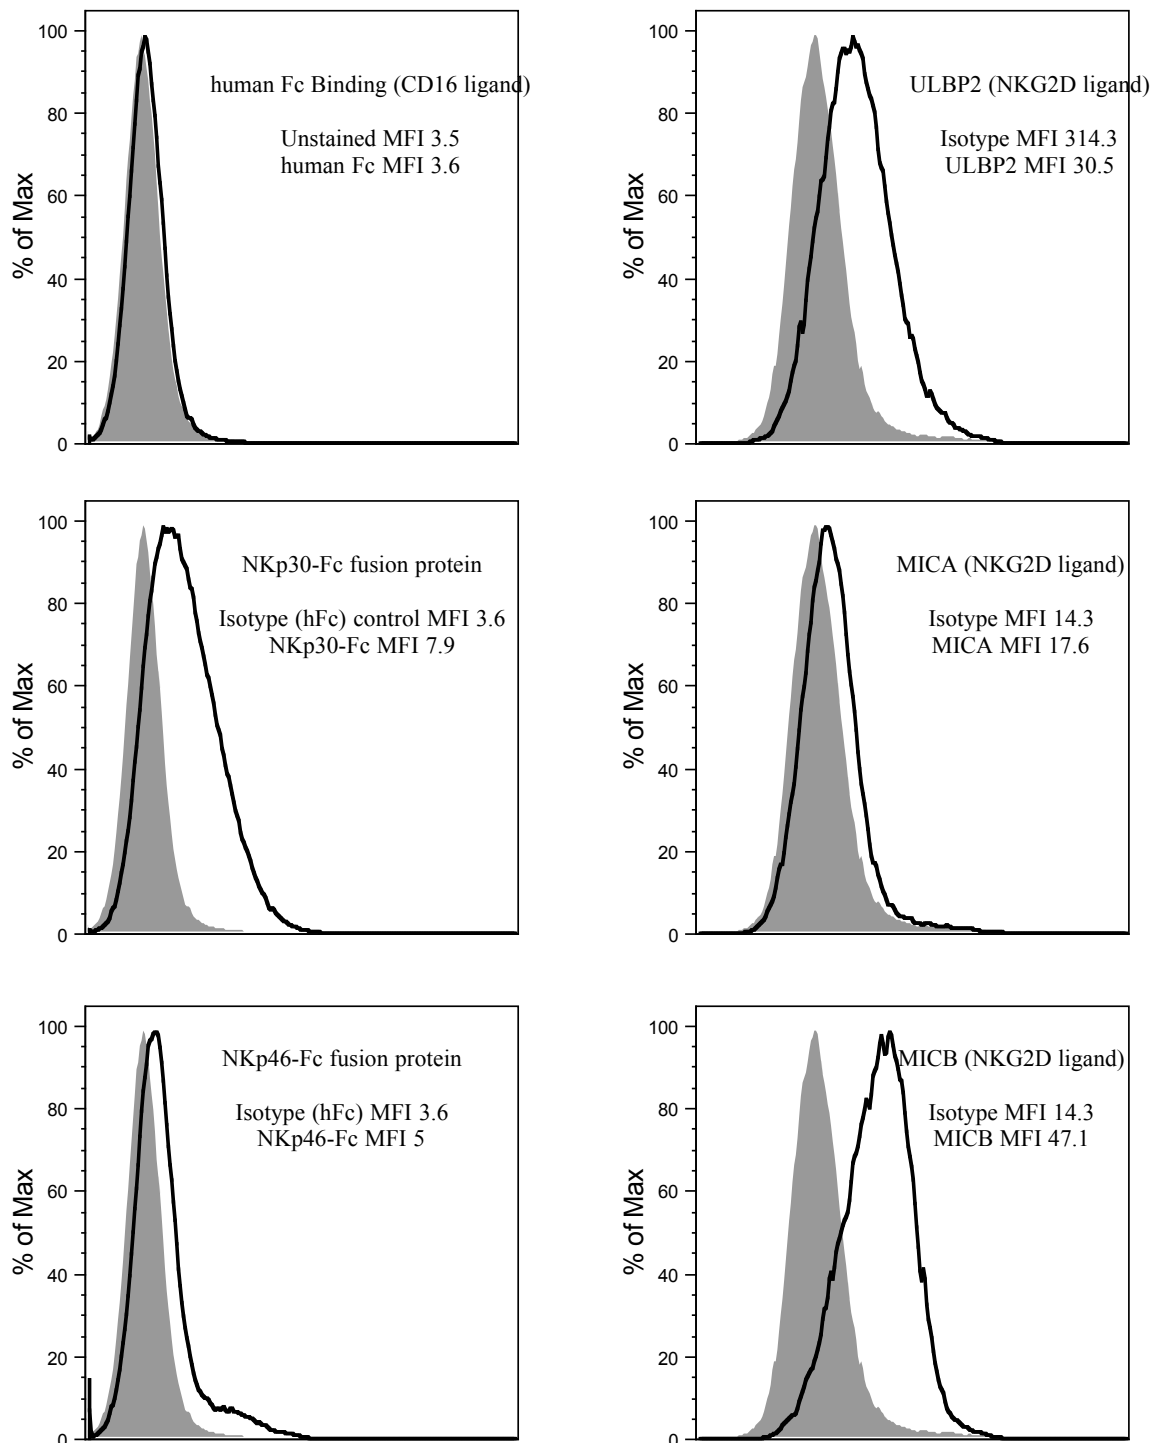 100
80
60
40
20
0
% of Max
human Fc Binding (CD16 ligand)
Unstained MFI 3.5
human Fc MFI 3.6
100
80
60
40
20
0
% of Max
ULBP2 (NKG2D ligand)
Isotype MFI 314.3
ULBP2 MFI 30.5
100
80
60
40
20
0
% of Max
NKp30-Fc fusion protein
Isotype (hFc) control MFI 3.6
NKp30-Fc MFI 7.9
100
80
60
40
20
0
% of Max
MICA (NKG2D ligand)
Isotype MFI 14.3
MICA MFI 17.6
100
80
60
40
20
0
% of Max
NKp46-Fc fusion protein
Isotype (hFc) MFI 3.6
NKp46-Fc MFI 5
100
80
60
40
20
0
% of Max
MICB (NKG2D ligand)
Isotype MFI 14.3
MICB MFI 47.1